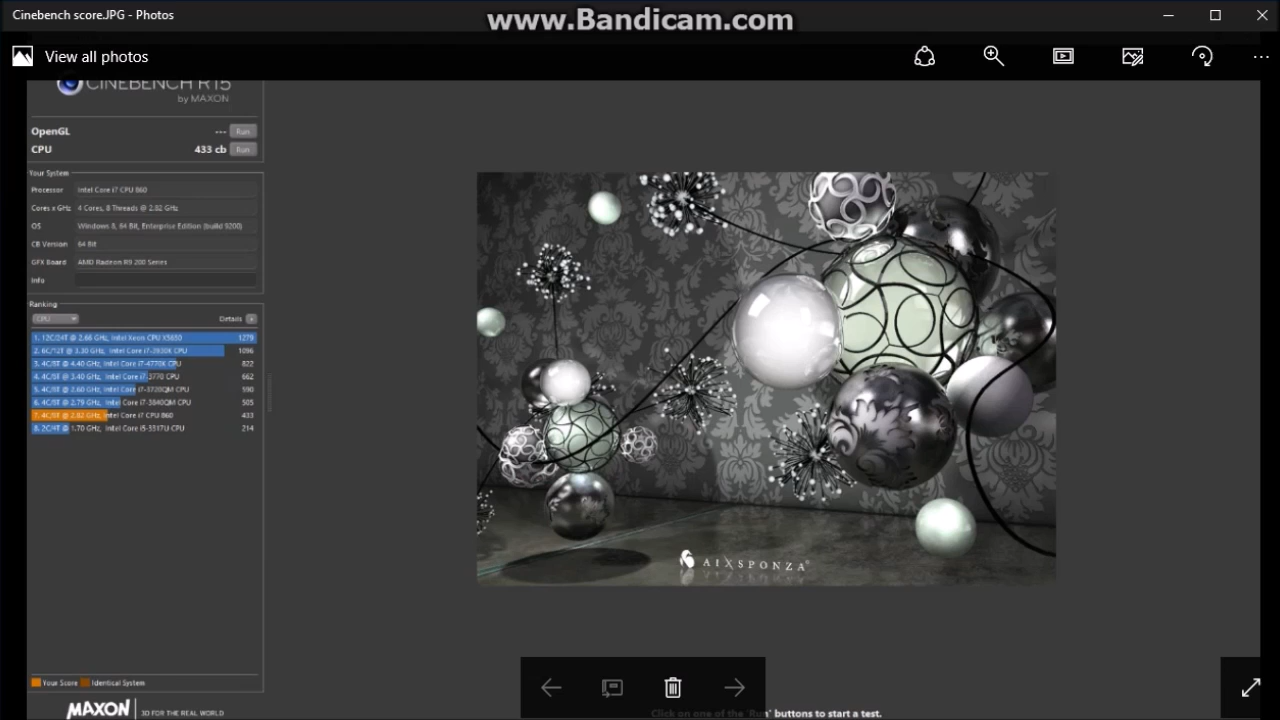 Cinebench score.JPG - Photos
www.Bandicam.com
View all photos
CINEBENCH R15
by MAXON
OpenGL --- Run
CPU 433 cb Run
Your System
Processor Intel Core i7 CPU 860
Cores x GHz 4 Cores, 8 Threads @ 2.82 GHz
OS Windows 8, 64 Bit, Enterprise Edition (build 9200)
CB Version 64 Bit
GFX Board AMD Radeon R9 200 Series
Info
Ranking
CPU Details
1. 12C/24T @ 2.66 GHz, Intel Xeon CPU X5650 1279
2. 6C/12T @ 3.30 GHz, Intel Core i7-3930K CPU 1096
3. 4C/8T @ 4.40 GHz, Intel Core i7-4770K CPU 822
4. 4C/8T @ 3.40 GHz, Intel Core i7-3770 CPU 662
5. 4C/8T @ 2.60 GHz, Intel Core i7-3720QM CPU 590
6. 4C/8T @ 2.79 GHz, Intel Core i7-3840QM CPU 505
7. 4C/8T @ 2.82 GHz, Intel Core i7 CPU 860 433
8. 2C/4T @ 1.70 GHz, Intel Core i5-3317U CPU 214
AIXSPONZA
Your Score Identical System
MAXON 3D FOR THE REAL WORLD
Click on one of the 'Run' buttons to start a test.